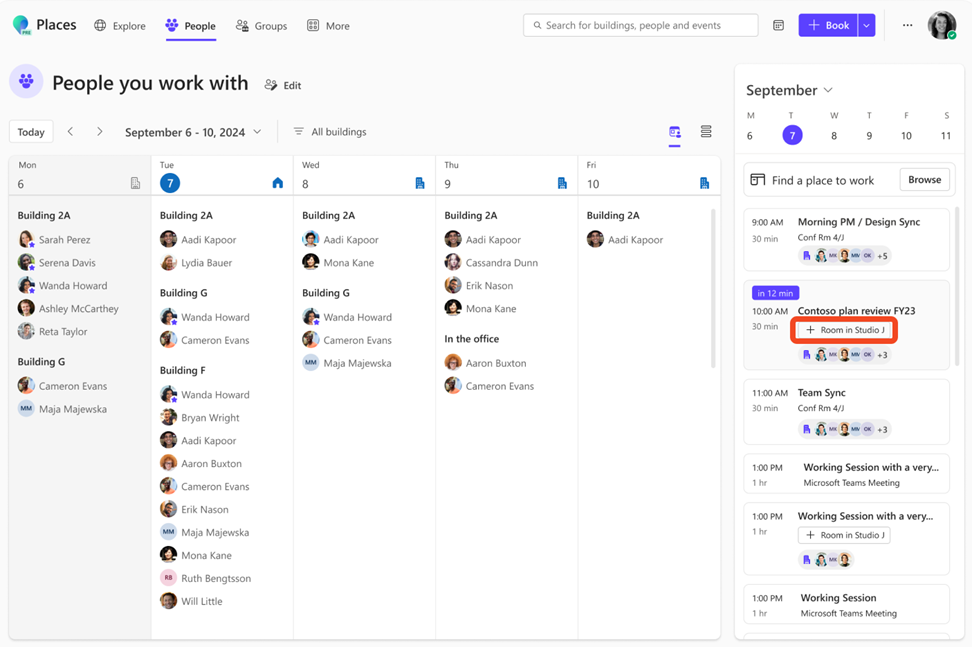 Places
Explore
People
Groups
More
Search for buildings, people and events
Book
People you work with
Edit
Today
September 6 - 10, 2024
All buildings
Mon
6
Building 2A
Sarah Perez
Serena Davis
Wanda Howard
Ashley McCarthey
Reta Taylor
Building G
Cameron Evans
MM Maja Majewska
Tue
7
Building 2A
Aadi Kapoor
Lydia Bauer
Building G
Wanda Howard
Cameron Evans
Building F
Wanda Howard
Bryan Wright
Aadi Kapoor
Aaron Buxton
Cameron Evans
Erik Nason
MM Maja Majewska
Mona Kane
RB Ruth Bengtsson
Will Little
Wed
8
Building 2A
Aadi Kapoor
Mona Kane
Building G
Wanda Howard
Cameron Evans
MM Maja Majewska
Thu
9
Building 2A
Aadi Kapoor
Cassandra Dunn
Erik Nason
Mona Kane
In the office
Aaron Buxton
Cameron Evans
Fri
10
Building 2A
Aadi Kapoor
September
M T W T F S
6 7 8 9 10 11
Find a place to work
Browse
9:00 AM Morning PM / Design Sync
30 min Conf Rm 4/J
MK MW OK +5
in 12 min
10:00 AM Contoso plan review FY23
30 min + Room in Studio J
MK MW OK +3
11:00 AM Team Sync
30 min Conf Rm 4/J
MK MW OK +3
1:00 PM Working Session with a very...
1 hr Microsoft Teams Meeting
1:00 PM Working Session with a very...
1 hr + Room in Studio J
MK
1:00 PM Working Session
1 hr Microsoft Teams Meeting